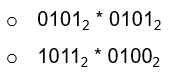 ○ 0101₂ * 0101₂
○ 1011₂ * 0100₂